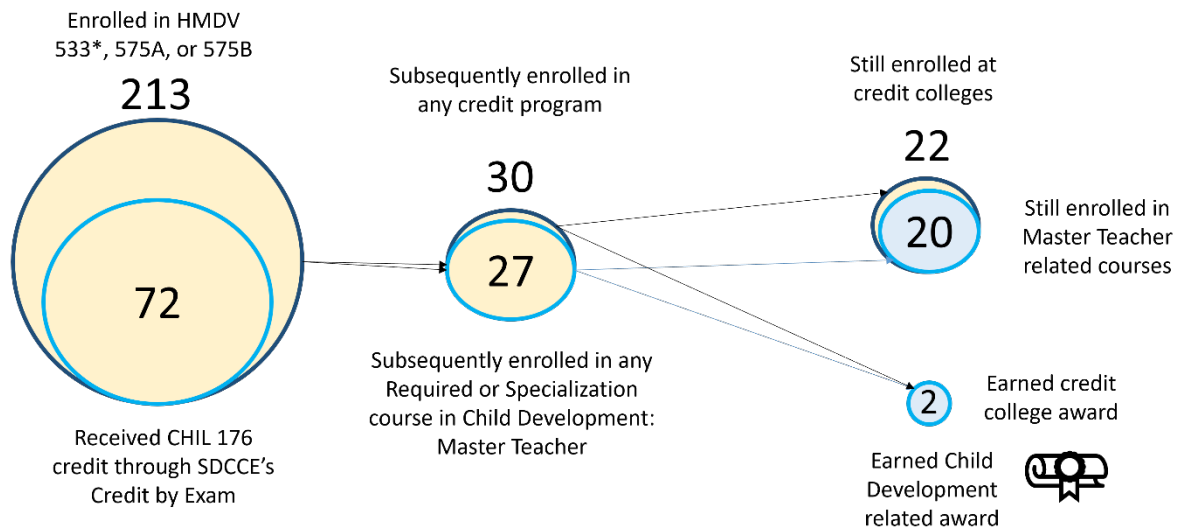 Enrolled in HMDV
533*, 575A, or 575B
213
72
Received CHIL 176
credit through SDCCE’s
Credit by Exam
Subsequently enrolled in
any credit program
30
27
Subsequently enrolled in any
Required or Specialization
course in Child Development:
Master Teacher
Still enrolled at
credit colleges
22
20
Still enrolled in
Master Teacher
related courses
2
Earned credit
college award
Earned Child
Development
related award